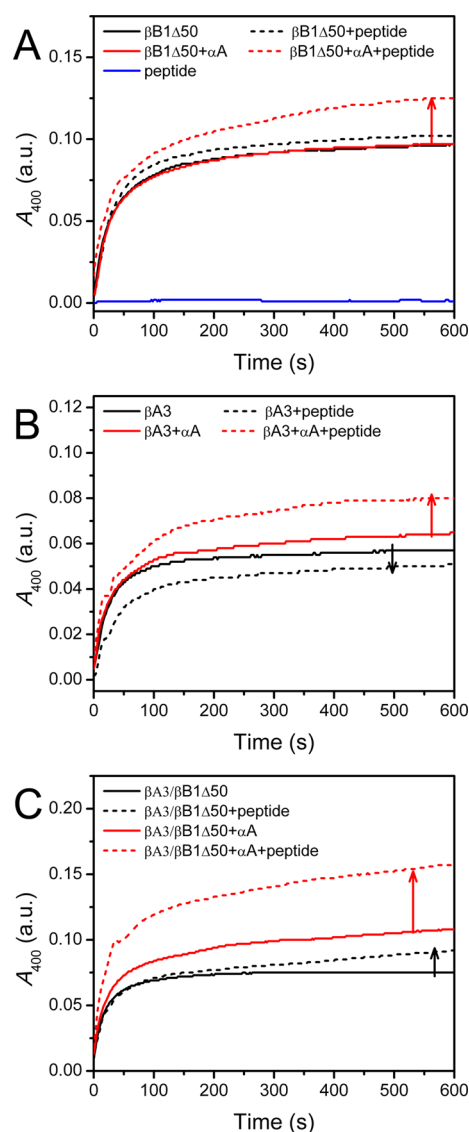 A
βB1Δ50 βB1Δ50+peptide
βB1Δ50+αA βB1Δ50+αA+peptide
peptide
0.15
0.10
0.05
0.00
A400 (a.u.)
0 100 200 300 400 500 600
Time (s)
B
βA3 βA3+peptide
βA3+αA βA3+αA+peptide
0.12
0.10
0.08
0.06
0.04
0.02
0.00
A400 (a.u.)
0 100 200 300 400 500 600
Time (s)
C
βA3/βB1Δ50
βA3/βB1Δ50+peptide
βA3/βB1Δ50+αA
βA3/βB1Δ50+αA+peptide
0.20
0.15
0.10
0.05
0.00
A400 (a.u.)
0 100 200 300 400 500 600
Time (s)